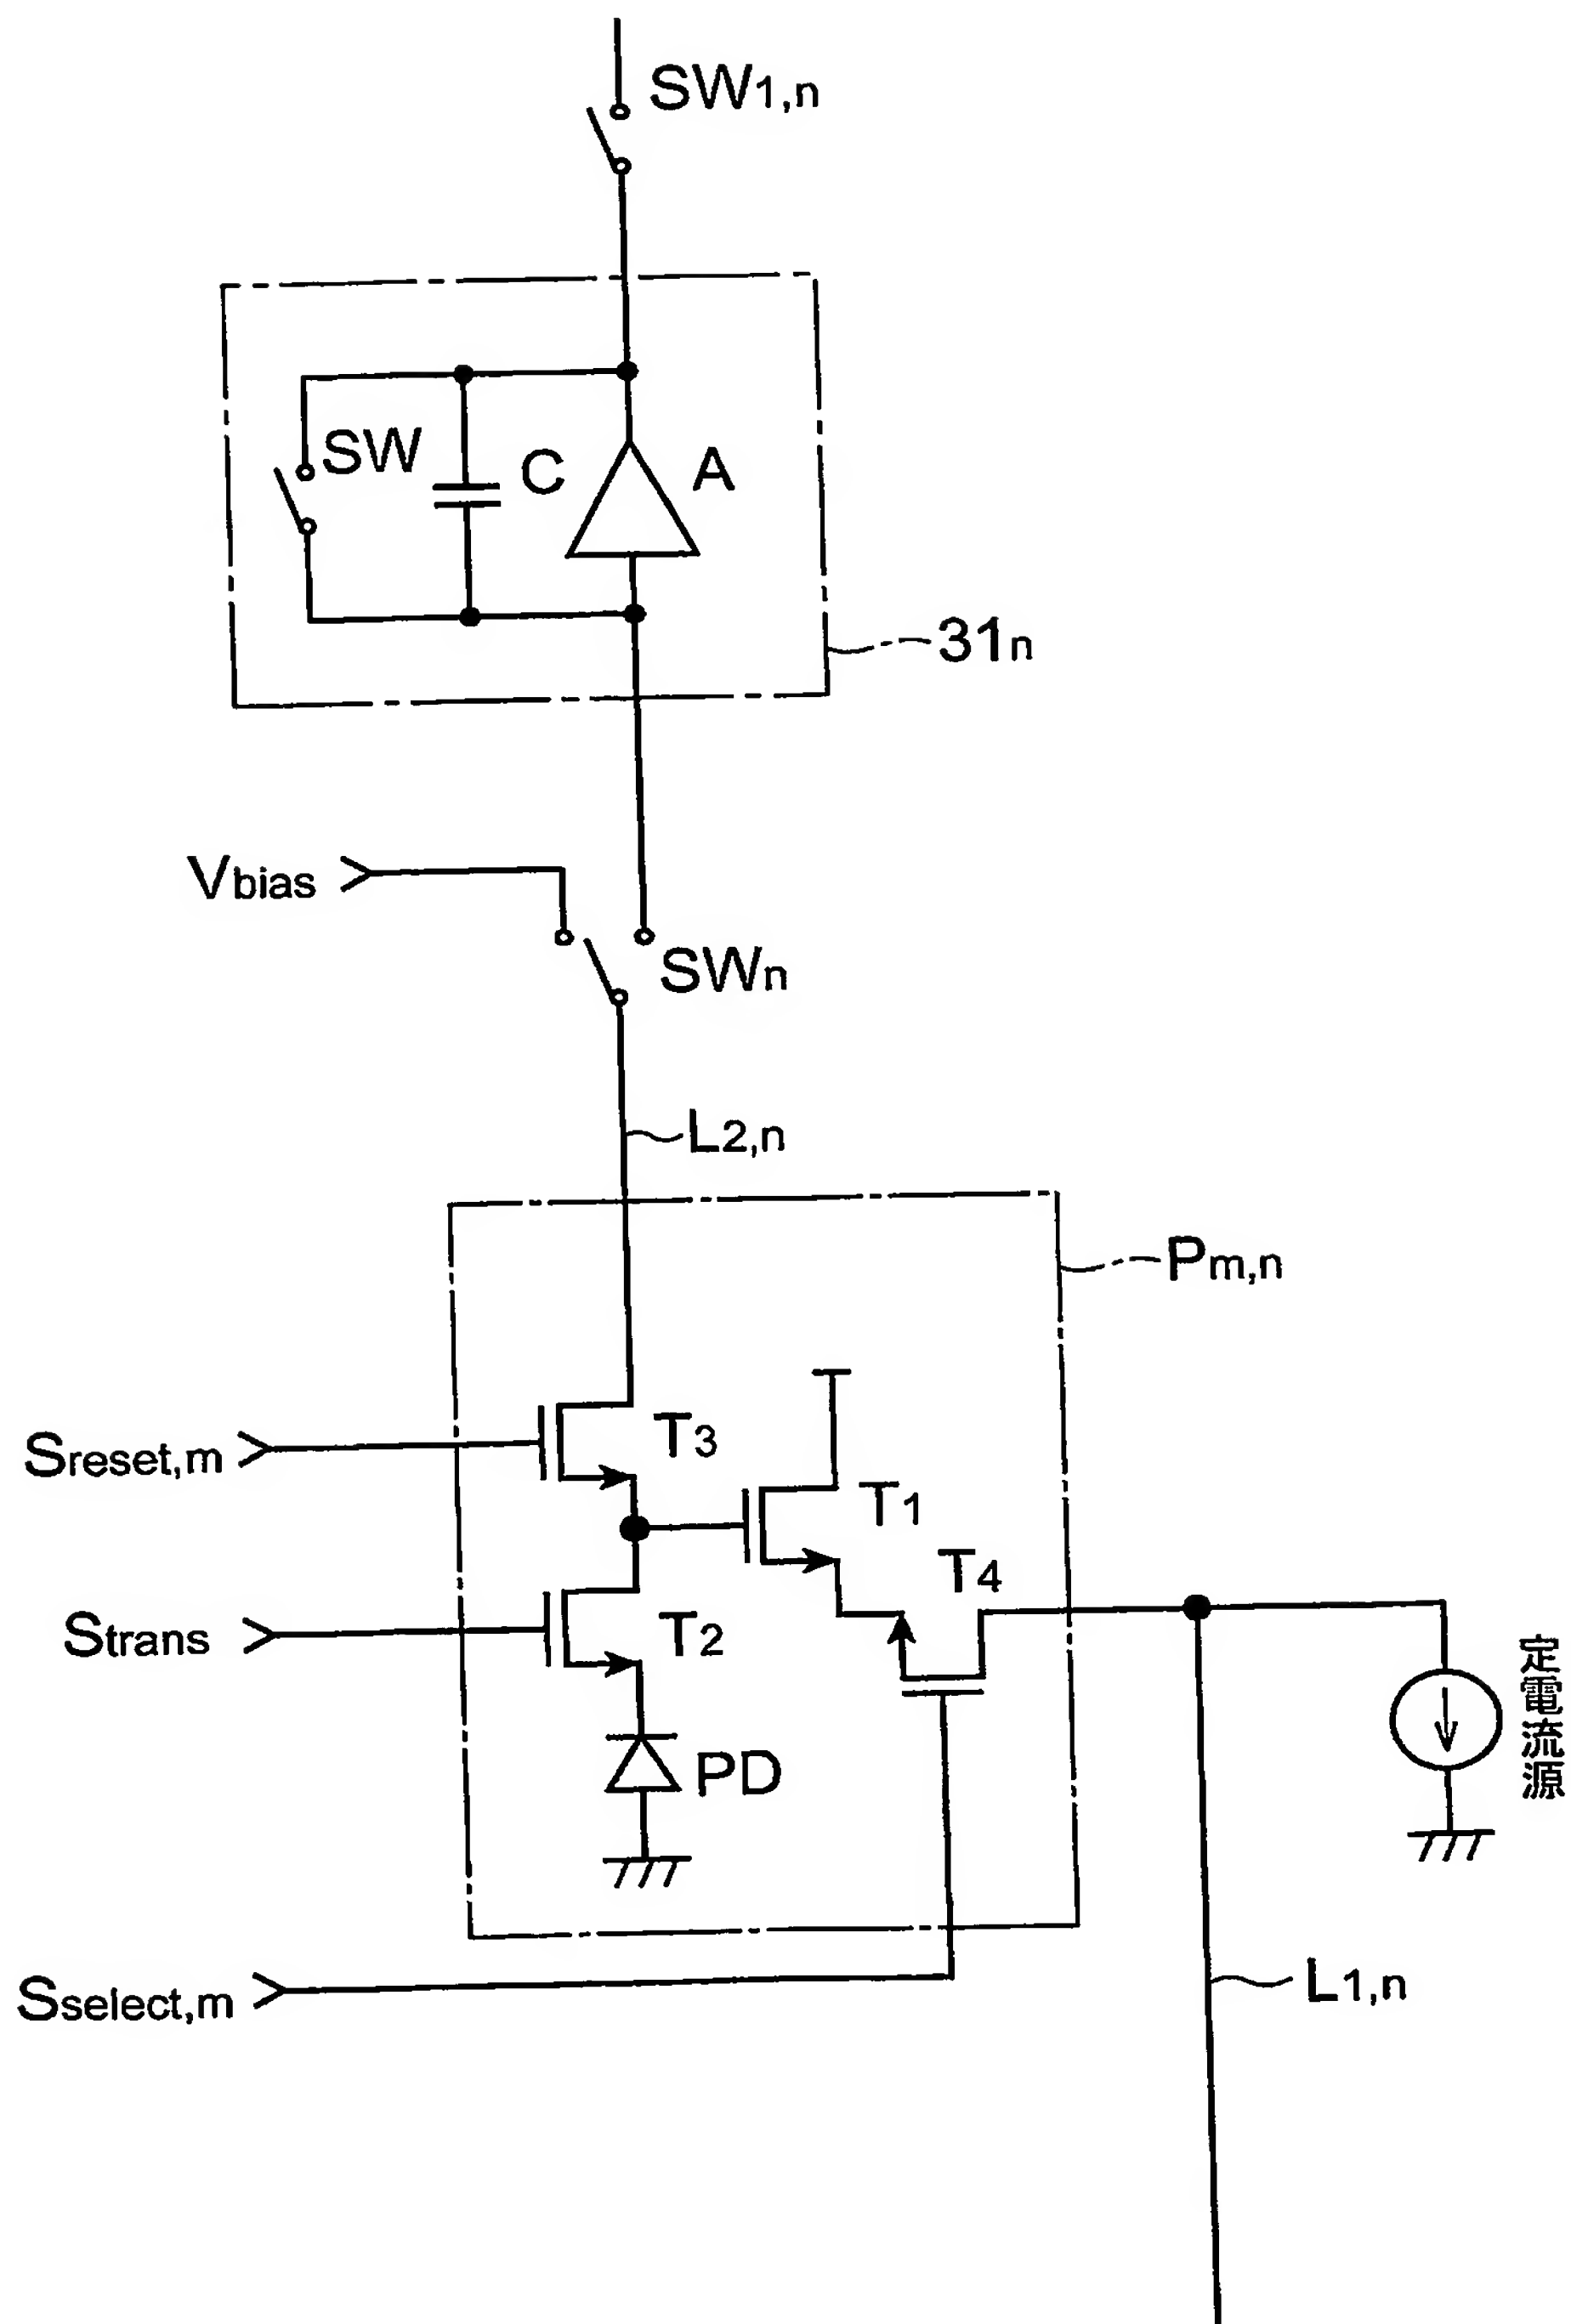 SW1,n
SW
C
A
31n
Vbias
SWn
L2,n
Pm,n
Sreset,m
T3
T1
T4
Strans
T2
定電流源
PD
Sselect,m
L1,n